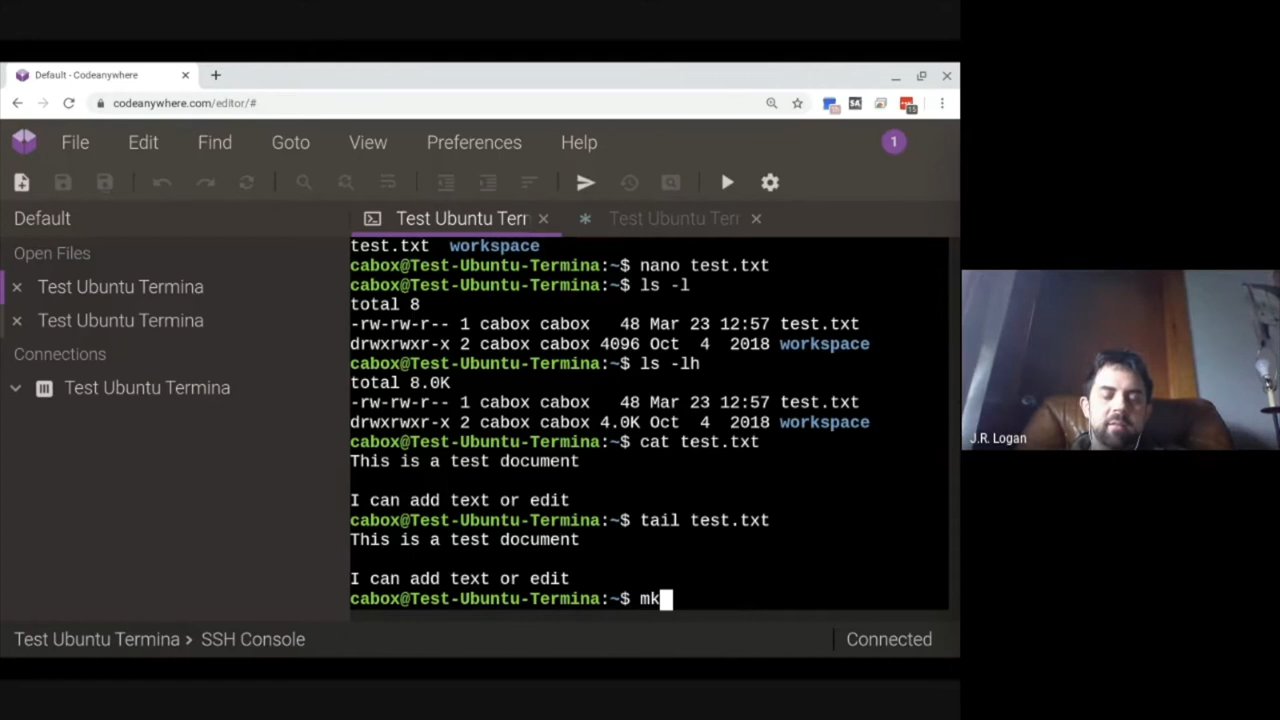 Default - Codeanywhere
codeanywhere.com/editor/#
File Edit Find Goto View Preferences Help
1
Default
Test Ubuntu Terr
Test Ubuntu Terr
Open Files
Test Ubuntu Termina
Test Ubuntu Termina
Connections
Test Ubuntu Termina
test.txt workspace
cabox@Test-Ubuntu-Termina:~$ nano test.txt
cabox@Test-Ubuntu-Termina:~$ ls -l
total 8
-rw-rw-r-- 1 cabox cabox 48 Mar 23 12:57 test.txt
drwxrwxr-x 2 cabox cabox 4096 Oct 4 2018 workspace
cabox@Test-Ubuntu-Termina:~$ ls -lh
total 8.0K
-rw-rw-r-- 1 cabox cabox 48 Mar 23 12:57 test.txt
drwxrwxr-x 2 cabox cabox 4.0K Oct 4 2018 workspace
cabox@Test-Ubuntu-Termina:~$ cat test.txt
This is a test document
I can add text or edit
cabox@Test-Ubuntu-Termina:~$ tail test.txt
This is a test document
I can add text or edit
cabox@Test-Ubuntu-Termina:~$ mk
Test Ubuntu Termina > SSH Console
Connected
J.R. Logan